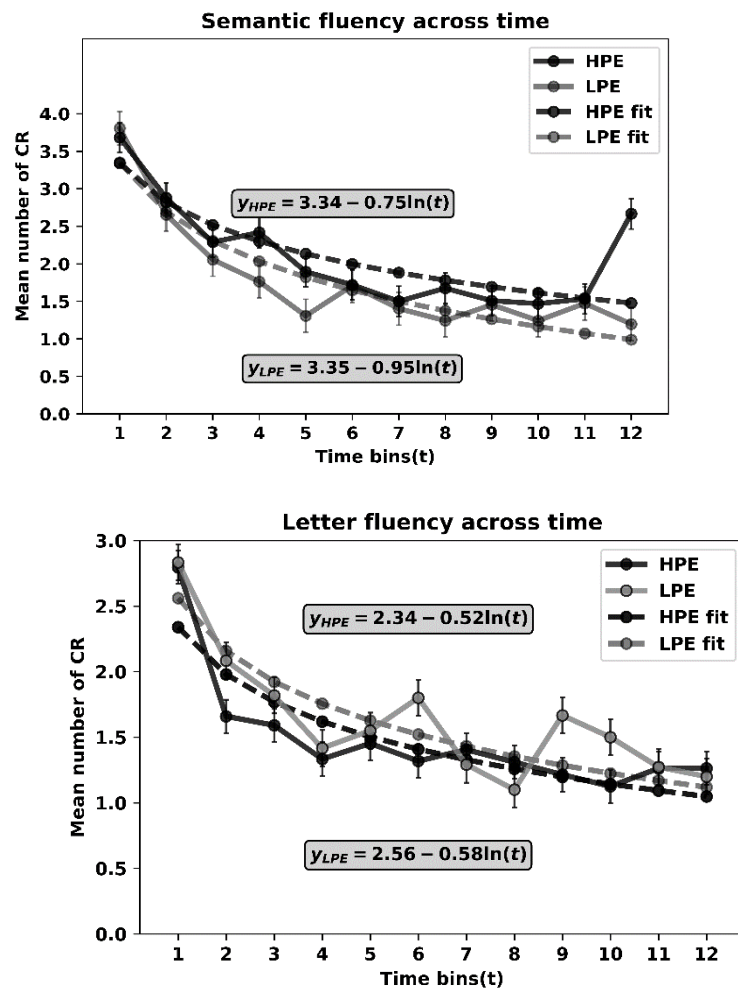 Semantic fluency across time
HPE
LPE
HPE fit
LPE fit
Mean number of CR
4.0
3.5
3.0
2.5
2.0
1.5
1.0
0.5
0.0
y_HPE = 3.34 − 0.75ln(t)
y_LPE = 3.35 − 0.95ln(t)
1 2 3 4 5 6 7 8 9 10 11 12
Time bins(t)
Letter fluency across time
HPE
LPE
HPE fit
LPE fit
Mean number of CR
3.0
2.5
2.0
1.5
1.0
0.5
0.0
y_HPE = 2.34 − 0.52ln(t)
y_LPE = 2.56 − 0.58ln(t)
1 2 3 4 5 6 7 8 9 10 11 12
Time bins(t)